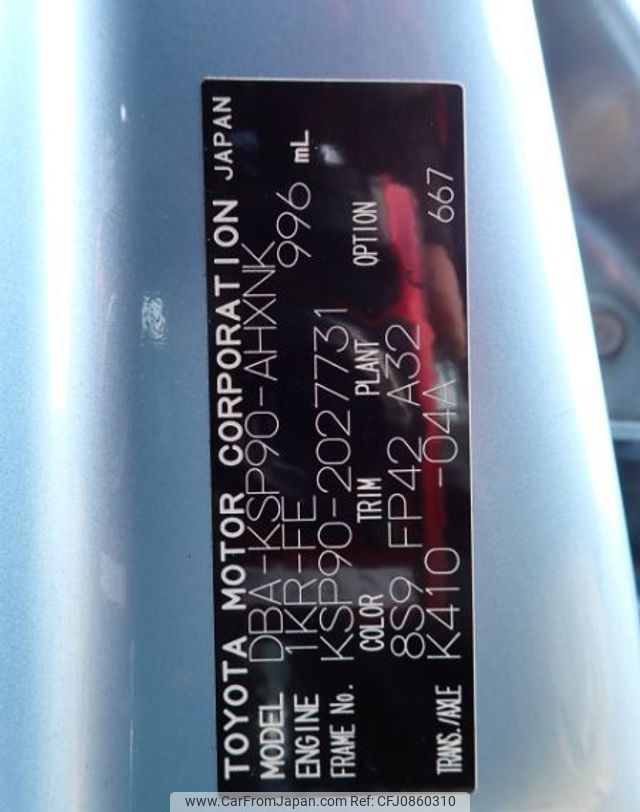 TOYOTA MOTOR CORPORATION JAPAN
MODEL DBA-KSP90-AHXNK
ENGINE 1KR-FE 996 mL
FRAME No. KSP90-2027731
COLOR TRIM PLANT OPTION
8S9 FP42 A32
TRANS./AXLE K410 -04A 667
www.CarFromJapan.com | Ref. No: CFJ0860310